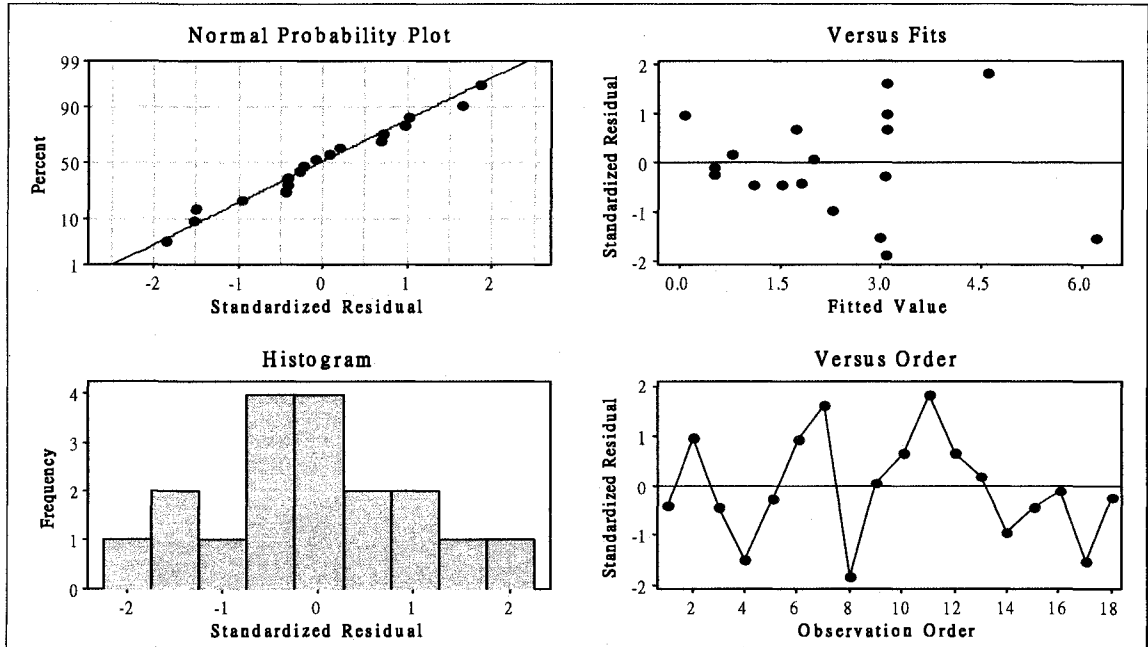 Normal Probability Plot
99
90
50
10
1
Percent
-2 -1 0 1 2
Standardized Residual
Versus Fits
2
1
0
-1
-2
Standardized Residual
0.0 1.5 3.0 4.5 6.0
Fitted Value
Histogram
4
3
2
1
0
Frequency
-2 -1 0 1 2
Standardized Residual
Versus Order
2
1
0
-1
-2
Standardized Residual
2 4 6 8 10 12 14 16 18
Observation Order